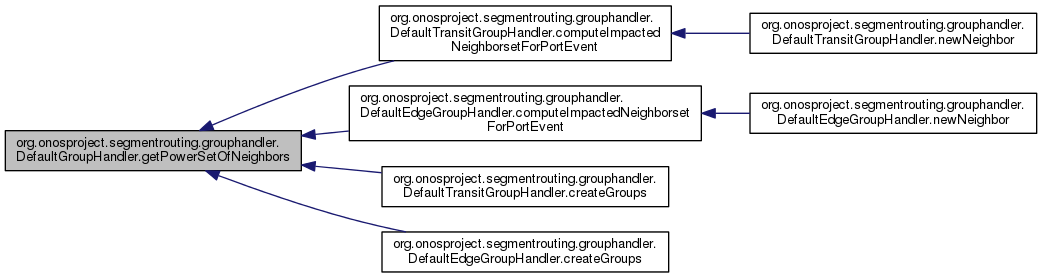 org.onosproject.segmentrouting.grouphandler.
DefaultTransitGroupHandler.computeImpacted
NeighborsetForPortEvent
org.onosproject.segmentrouting.grouphandler.
DefaultTransitGroupHandler.newNeighbor
org.onosproject.segmentrouting.grouphandler.
DefaultEdgeGroupHandler.computeImpactedNeighborset
ForPortEvent
org.onosproject.segmentrouting.grouphandler.
DefaultEdgeGroupHandler.newNeighbor
org.onosproject.segmentrouting.grouphandler.
DefaultGroupHandler.getPowerSetOfNeighbors
org.onosproject.segmentrouting.grouphandler.
DefaultTransitGroupHandler.createGroups
org.onosproject.segmentrouting.grouphandler.
DefaultEdgeGroupHandler.createGroups